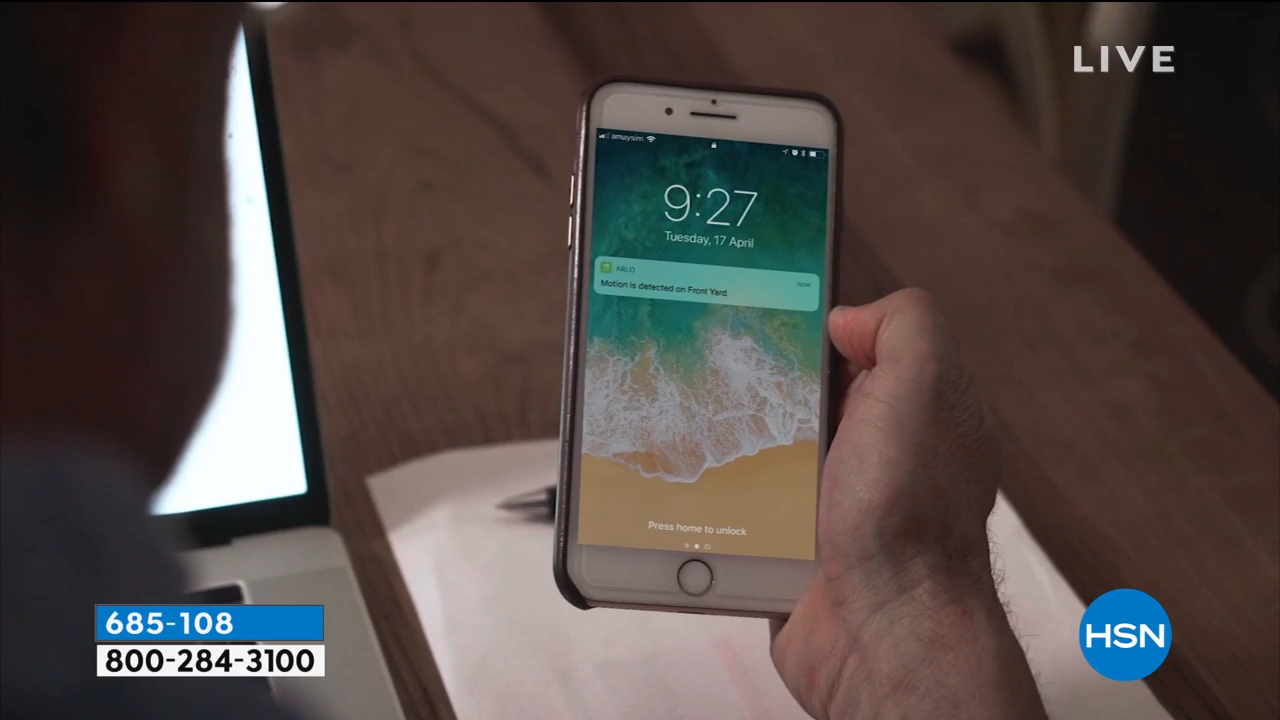 LIVE
amaysim
9:27
Tuesday, 17 April
ARLO
now
Motion is detected on Front Yard.
Press home to unlock
685-108
800-284-3100
HSN